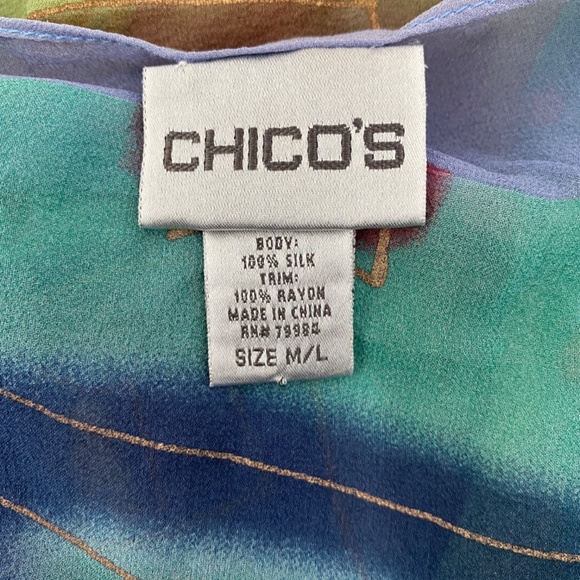 CHICO'S
BODY:
100% SILK
TRIM:
100% RAYON
MADE IN CHINA
RN# 79984
SIZE M/L